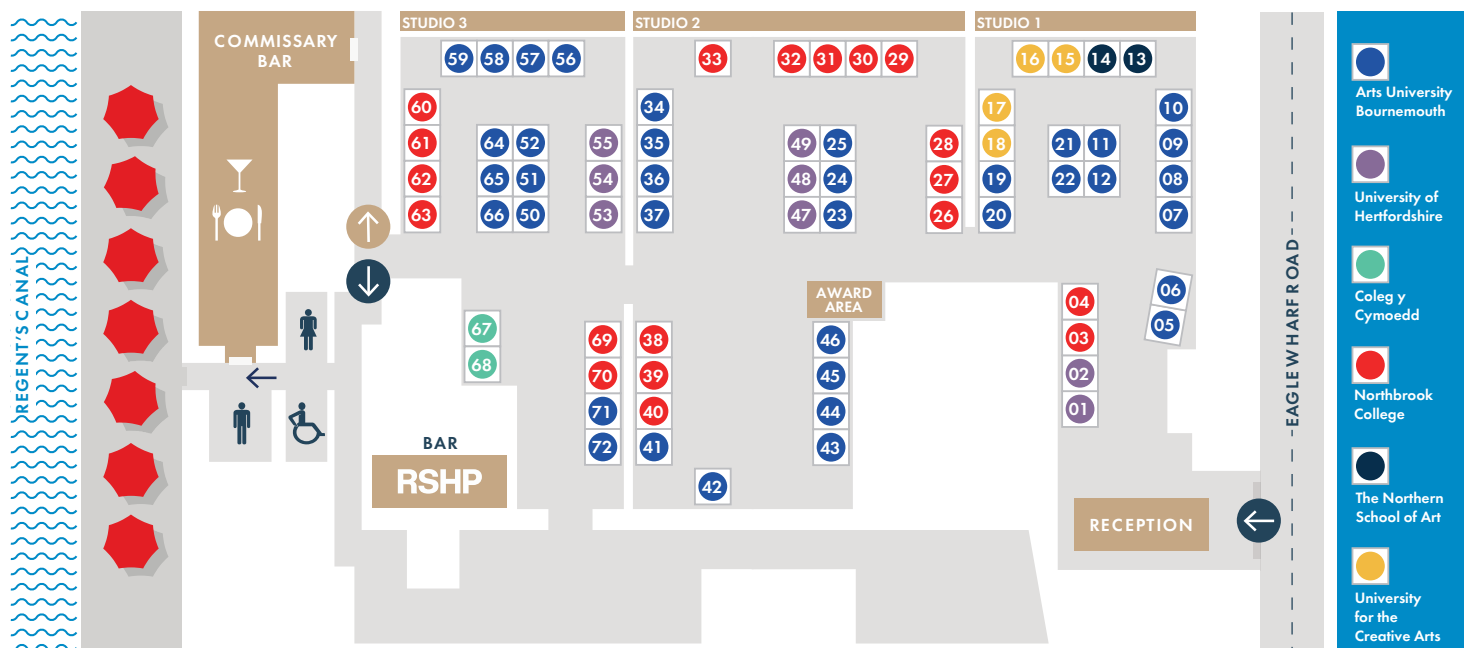 STUDIO 3
STUDIO 2
STUDIO 1
COMMISSARY
BAR
59 58 57 56
33
32 31 30 29
16 15 14 13
60
61
62
63
64 52
65 51
66 50
55
54
53
34
35
36
37
49 25
48 24
47 23
28
27
26
17
18
19
20
21 11
22 12
10
09
08
07
06
05
04
03
02
01
AWARD
AREA
67
68
69
70
71
72
38
39
40
41
42
46
45
44
43
BAR
RSHP
RECEPTION
REGENT'S CANAL
EAGLE WHARF ROAD
Arts University
Bournemouth
University of
Hertfordshire
Coleg y
Cymoedd
Northbrook
College
The Northern
School of Art
University
for the
Creative Arts